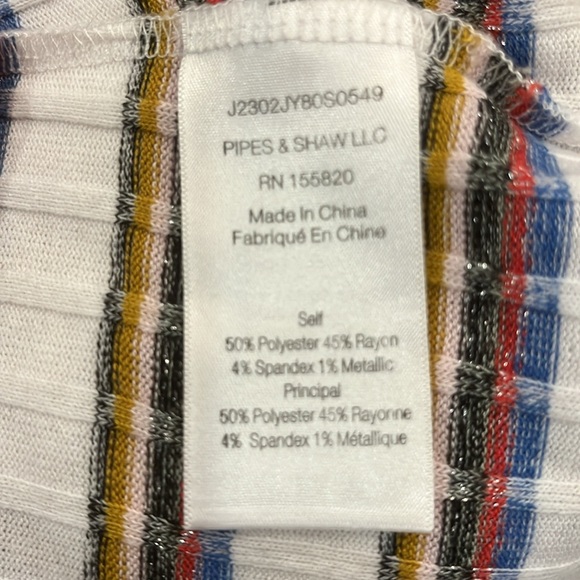 J2302JY80S0549
PIPES & SHAW LLC
RN 155820
Made In China
Fabriqué En Chine
Self
50% Polyester 45% Rayon
4% Spandex 1% Metallic
Principal
50% Polyester 45% Rayonne
4% Spandex 1% Métallique